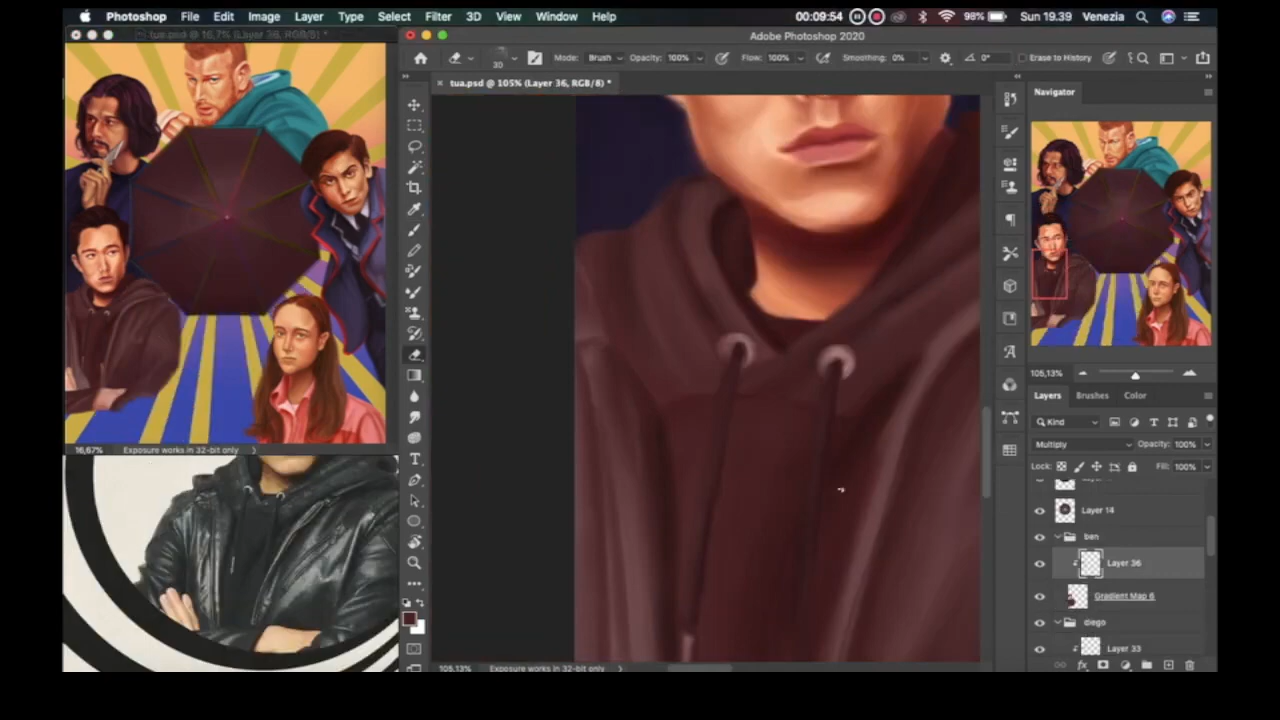 Photoshop File Edit Image Layer Type Select Filter 3D View Window Help 00:09:54 98% Sun 19.39 Venezia
tua.psd @ 16,7% (Layer 36, RGB/8) *
Adobe Photoshop 2020
30 Mode: Brush Opacity: 100% Flow: 100% Smoothing: 0% 0° Erase to History
tua.psd @ 105% (Layer 36, RGB/8) *
Navigator
105,13%
Layers Brushes Color
Kind
Multiply Opacity: 100%
Lock: Fill: 100%
Layer 14
ben
Layer 36
Gradient Map 6
diego
Layer 33
16,67% Exposure works in 32-bit only
105,13% Exposure works in 32-bit only